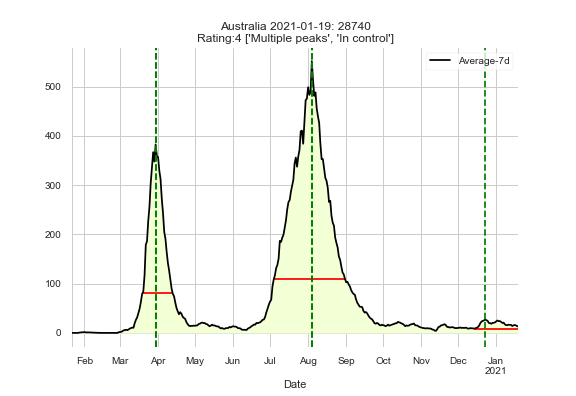 Australia 2021-01-19: 28740
Rating:4 ['Multiple peaks', 'In control']
Average-7d
500
400
300
200
100
0
Feb Mar Apr May Jun Jul Aug Sep Oct Nov Dec Jan
2021
Date